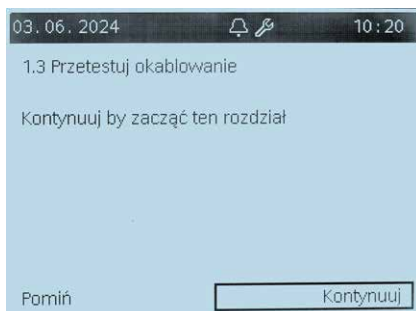 03.06.2024 10:20
1.3 Przetestuj okablowanie
Kontynuuj by zacząć ten rozdział
Pomiń Kontynuuj